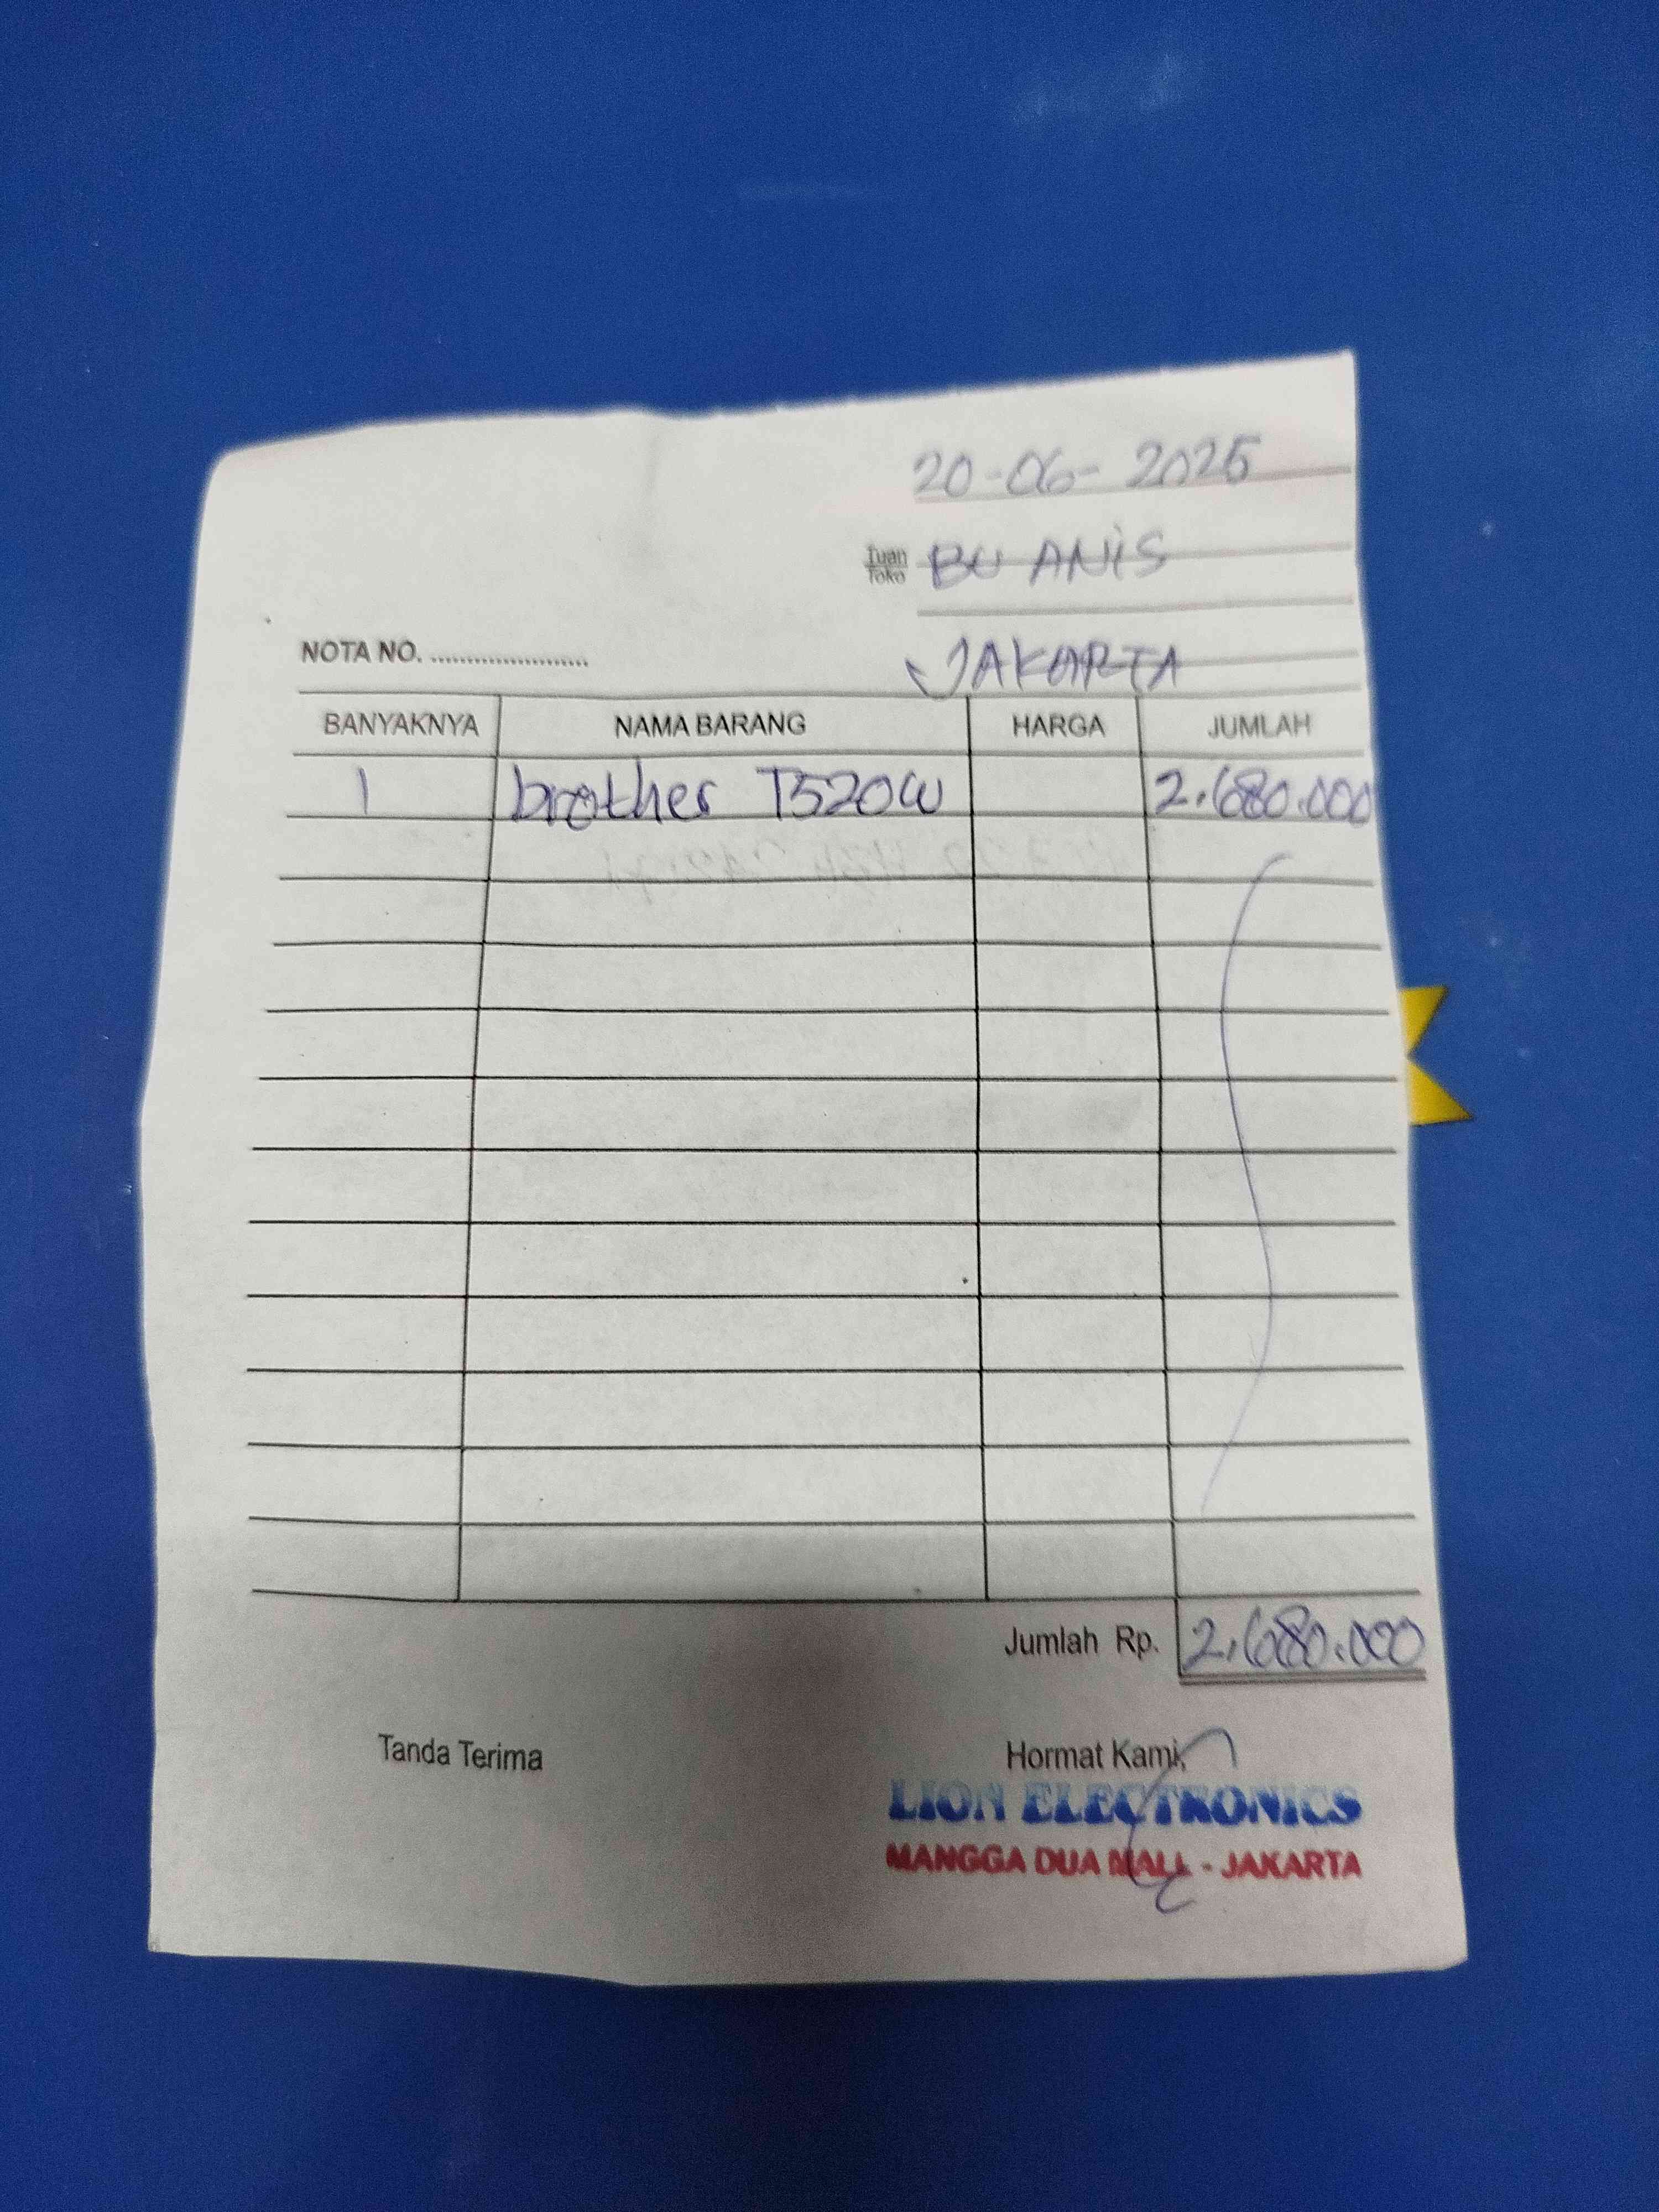 20-06-2025
Tuan
Toko
BU ANIS
NOTA NO. ......................
JAKARTA
BANYAKNYA NAMA BARANG HARGA JUMLAH
1 brother T520W 2.680.000
Jumlah Rp. 2.680.000
Tanda Terima Hormat Kami,
LION ELECTRONICS
MANGGA DUA MALL - JAKARTA